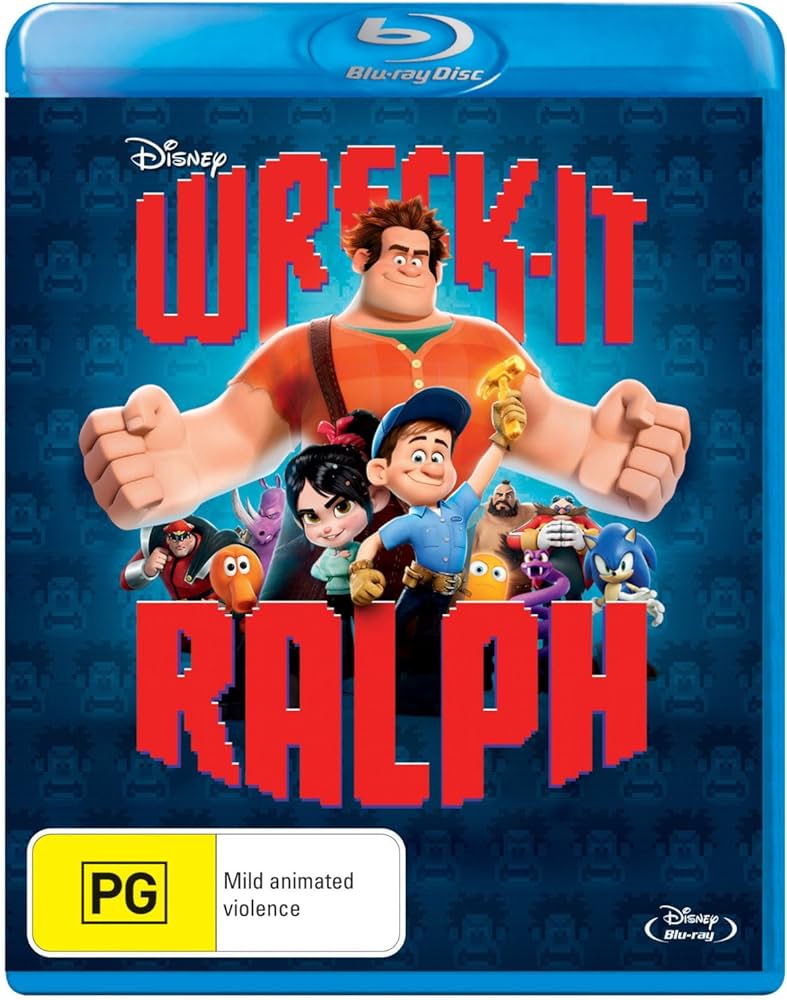 Blu-ray Disc
Disney
WRECK-IT
RALPH
PG
Mild animated
violence
Disney
Blu-ray